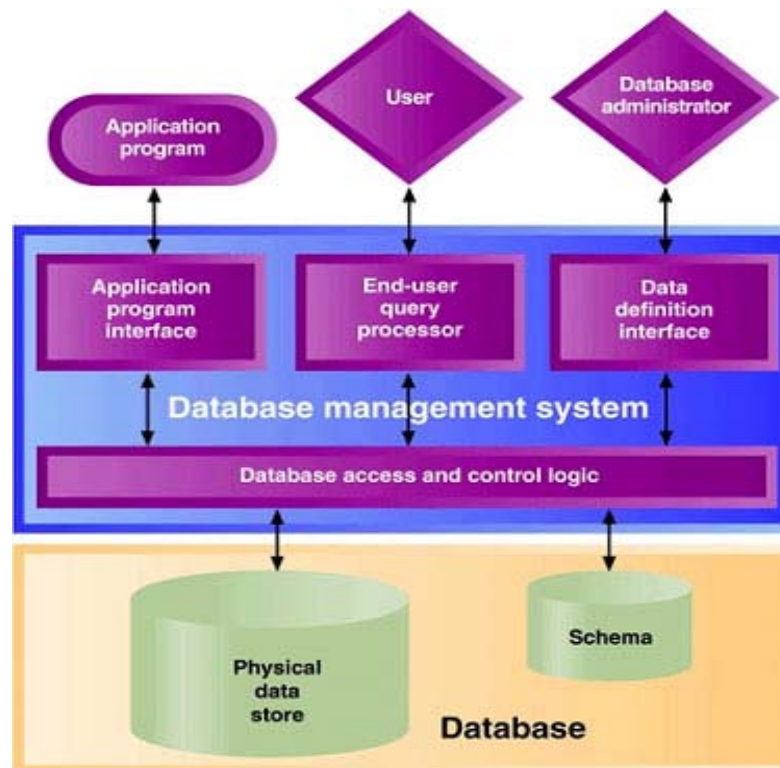 Application
program
User
Database
administrator
Application
program
interface
End-user
query
processor
Data
definition
interface
Database management system
Database access and control logic
Physical
data
store
Schema
Database